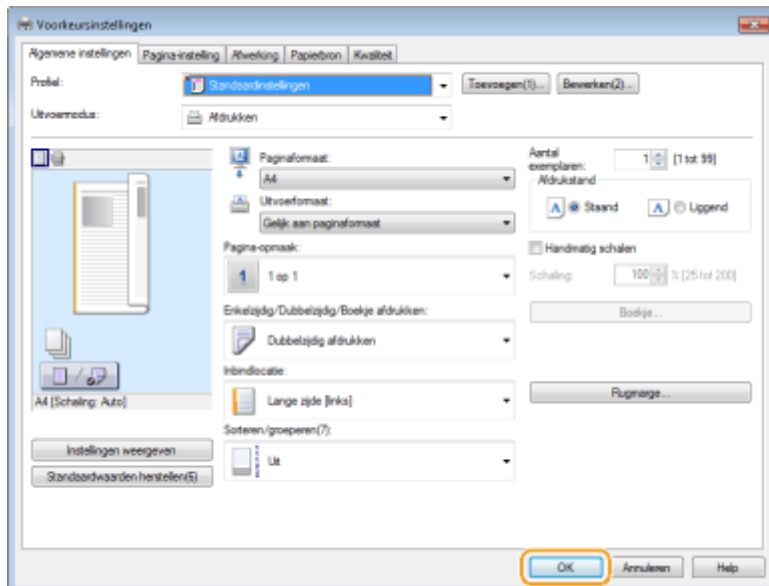 Voorkeursinstellingen
Algemene instellingen Pagina-instelling Afwerking Papierbron Kwaliteit
Profiel: Standaardinstellingen Toevoegen(1)... Bewerken(2)...
Uitvoermodus: Afdrukken
Paginaformaat:
A4
Uitvoerformaat:
Gelijk aan paginaformaat
Pagina-opmaak:
1 1 op 1
Enkelzijdig/Dubbelzijdig/Boekje afdrukken:
Dubbelzijdig afdrukken
Inbindlocatie:
Lange zijde [links]
Sorteren/groeperen(7):
Uit
Aantal exemplaren: 1 [1 tot 99]
Afdrukstand
A Staand A Liggend
Handmatig schalen
Schaling: 100 % [25 tot 200]
Boekje...
Rugmarge...
A4 [Schaling: Auto]
Instellingen weergeven
Standaardwaarden herstellen(6)
OK Annuleren Help